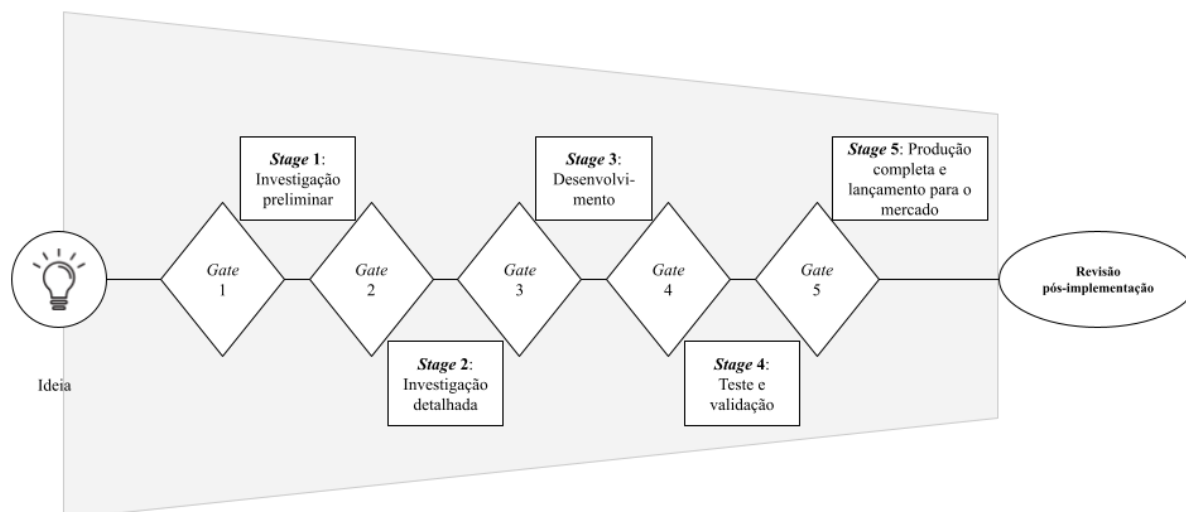 Stage 1:
Investigação
preliminar
Stage 3:
Desenvolvi-
mento
Stage 5: Produção
completa e
lançamento para o
mercado
Gate
1
Gate
2
Gate
3
Gate
4
Gate
5
Revisão
pós-implementação
Ideia
Stage 2:
Investigação
detalhada
Stage 4:
Teste e
validação